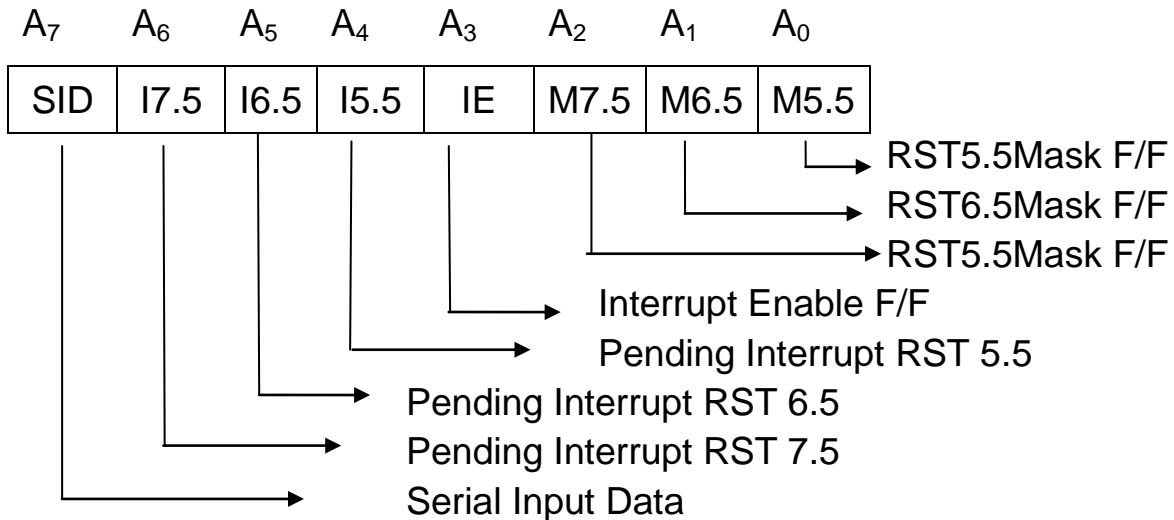 A₇ A₆ A₅ A₄ A₃ A₂ A₁ A₀
SID I7.5 I6.5 I5.5 IE M7.5 M6.5 M5.5
RST5.5Mask F/F
RST6.5Mask F/F
RST5.5Mask F/F
Interrupt Enable F/F
Pending Interrupt RST 5.5
Pending Interrupt RST 6.5
Pending Interrupt RST 7.5
Serial Input Data